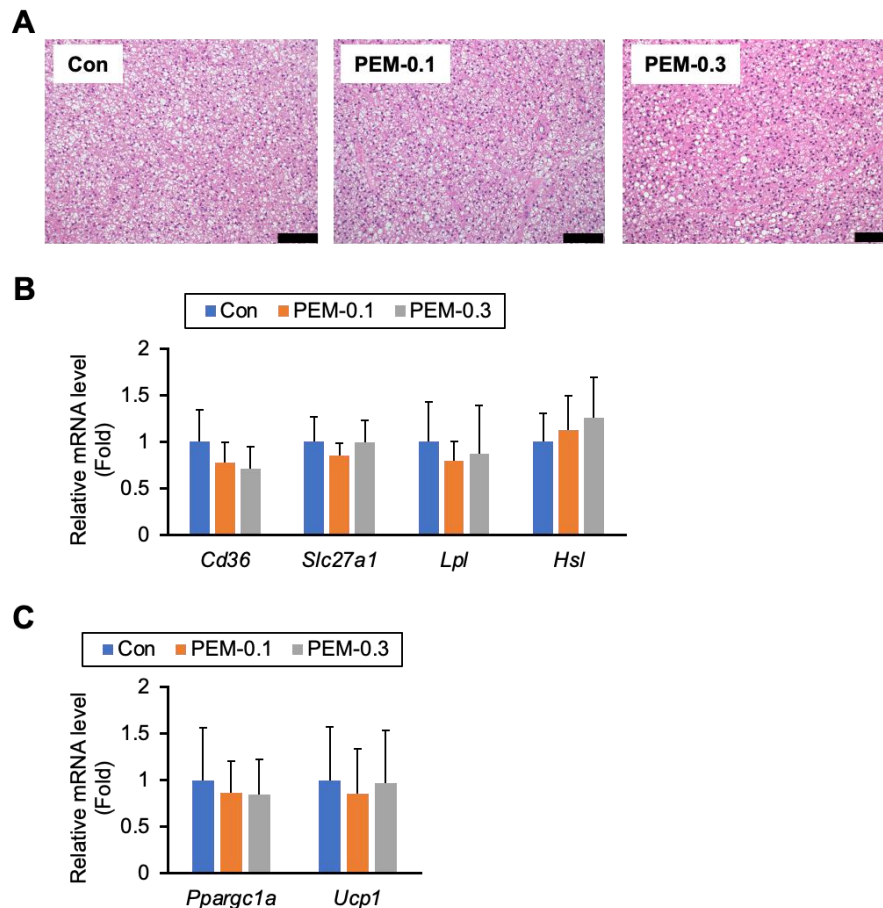 A
Con
PEM-0.1
PEM-0.3
B
Con PEM-0.1 PEM-0.3
Relative mRNA level
(Fold)
2
1.5
1
0.5
0
Cd36 Slc27a1 Lpl Hsl
C
Con PEM-0.1 PEM-0.3
Relative mRNA level
(Fold)
2
1.5
1
0.5
0
Ppargc1a Ucp1